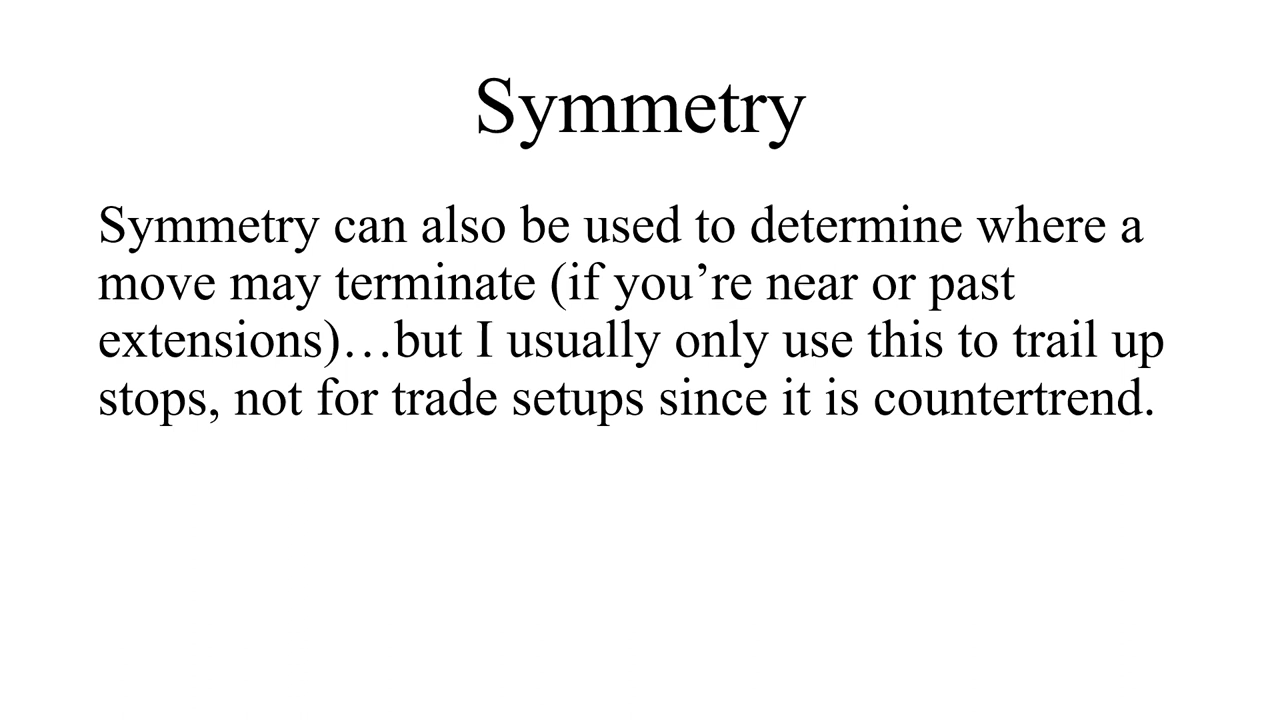 Symmetry
Symmetry can also be used to determine where a
move may terminate (if you’re near or past
extensions)…but I usually only use this to trail up
stops, not for trade setups since it is countertrend.